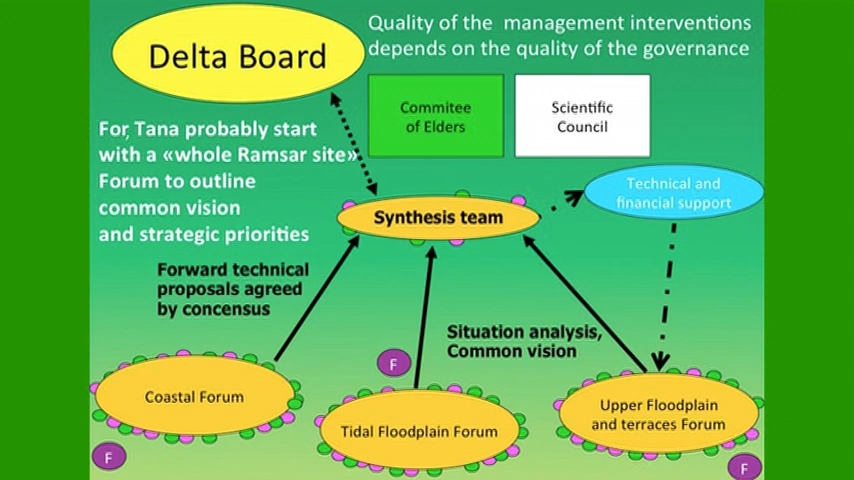 Delta Board
Quality of the management interventions
depends on the quality of the governance
Commitee
of Elders
Scientific
Council
For, Tana probably start
with a «whole Ramsar site»
Forum to outline
common vision
and strategic priorities
Technical and
financial support
Synthesis team
Forward technical
proposals agreed
by concensus
Situation analysis,
Common vision
F
Coastal Forum
Tidal Floodplain Forum
Upper Floodplain
and terraces Forum
F
F